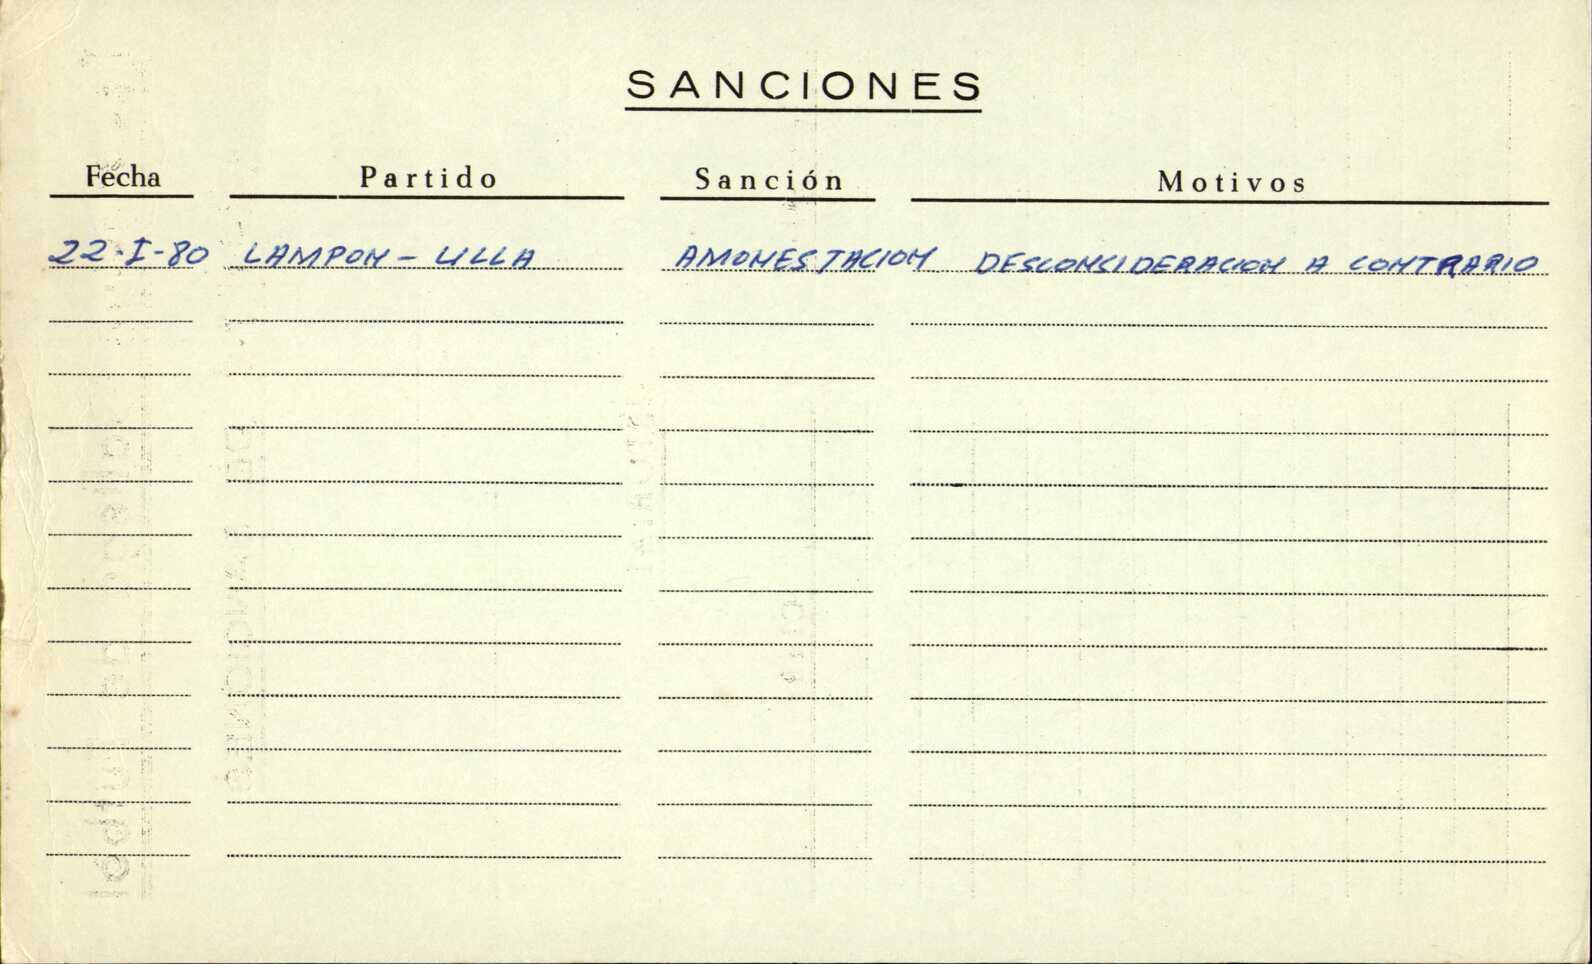 SANCIONES
Fecha Partido Sanción Motivos
22-I-80 LAMPON - LILLA AMONESTACION DESCONSIDERACION A CONTRARIO